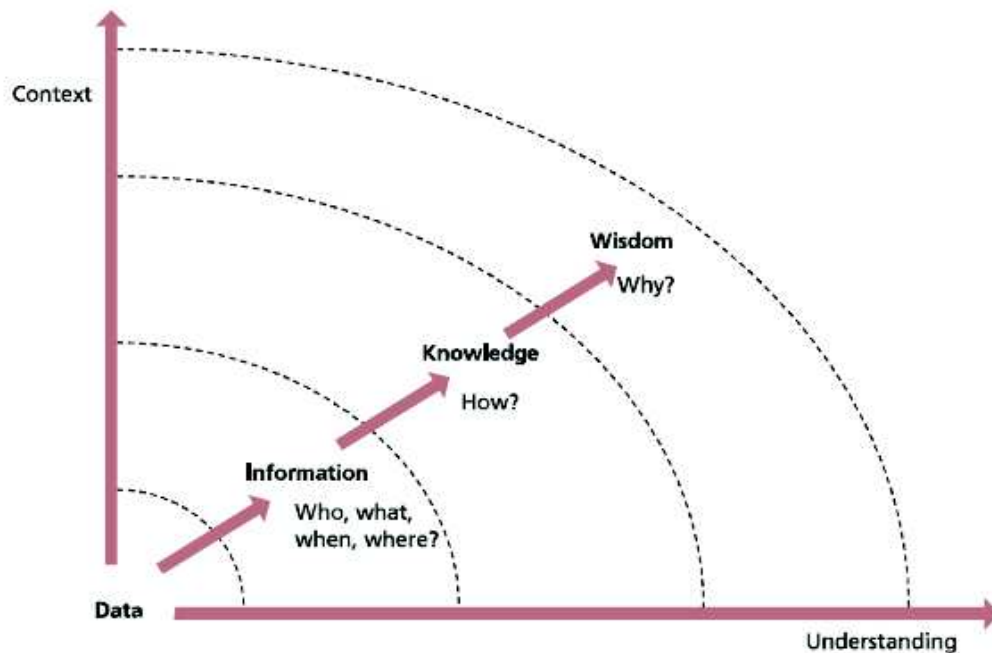 Context
Wisdom
Why?
Knowledge
How?
Information
Who, what,
when, where?
Data
Understanding